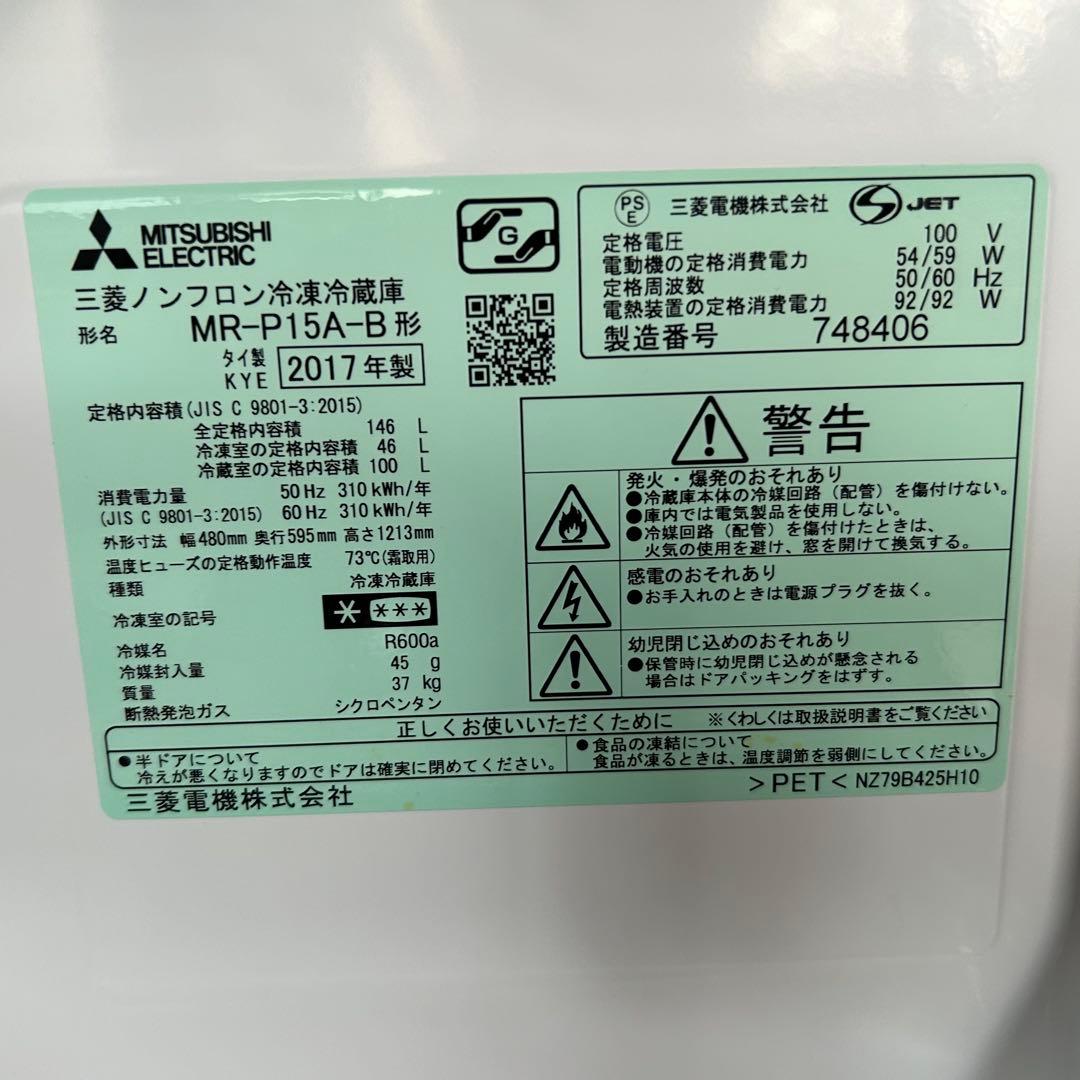 MITSUBISHI
ELECTRIC
G
三菱ノンフロン冷凍冷蔵庫
形名 MR-P15A-B形
タイ製
KYE 2017年製
定格内容積(JIS C 9801-3:2015)
全定格内容積 146 L
冷凍室の定格内容積 46 L
冷蔵室の定格内容積 100 L
消費電力量 50Hz 310kWh/年
(JIS C 9801-3:2015) 60Hz 310kWh/年
外形寸法 幅480mm 奥行595mm 高さ1213mm
温度ヒューズの定格動作温度 73℃(霜取用)
種類 冷凍冷蔵庫
冷凍室の記号 * ***
冷媒名 R600a
冷媒封入量 45 g
質量 37 kg
断熱発泡ガス シクロペンタン
PS
E
三菱電機株式会社 S JET
定格電圧 100 V
電動機の定格消費電力 54/59 W
定格周波数 50/60 Hz
電熱装置の定格消費電力 92/92 W
製造番号 748406
警告
発火・爆発のおそれあり
●冷蔵庫本体の冷媒回路(配管)を傷付けない。
●庫内では電気製品を使用しない。
●冷媒回路(配管)を傷付けたときは、
火気の使用を避け、窓を開けて換気する。
感電のおそれあり
●お手入れのときは電源プラグを抜く。
幼児閉じ込めのおそれあり
●保管時に幼児閉じ込めが懸念される
場合はドアパッキングをはずす。
正しくお使いいただくために ※くわしくは取扱説明書をご覧ください
●半ドアについて
冷えが悪くなりますのでドアは確実に閉めてください。
●食品の凍結について
食品が凍るときは、温度調節を弱側にしてください。
三菱電機株式会社
>PET< NZ79B425H10